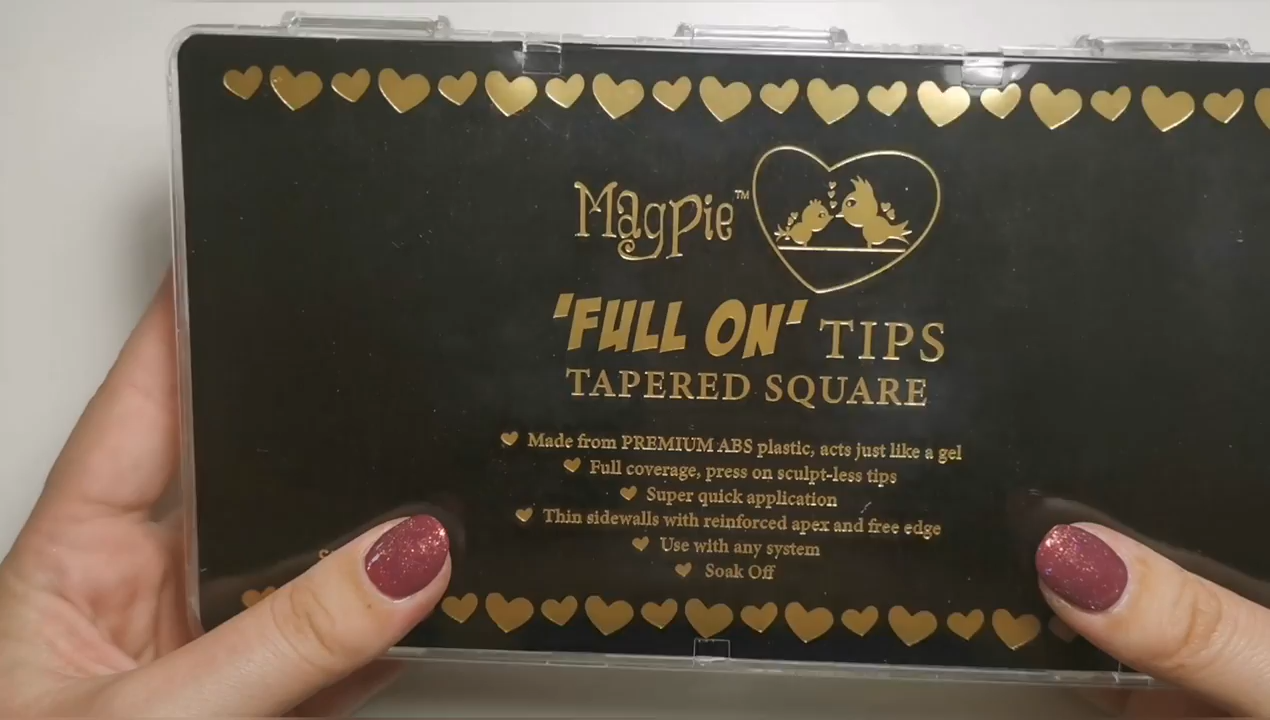 MagPie™
'FULL ON' TIPS
TAPERED SQUARE
Made from PREMIUM ABS plastic, acts just like a gel
Full coverage, press on sculpt-less tips
Super quick application
Thin sidewalls with reinforced apex and free edge
Use with any system
Soak Off